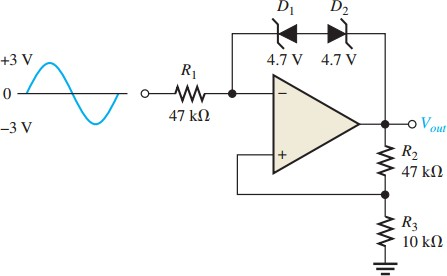 D1 D2
+3 V
4.7 V 4.7 V
R1
0
−
47 kΩ
–3 V
Vout
+
R2
47 kΩ
R3
10 kΩ